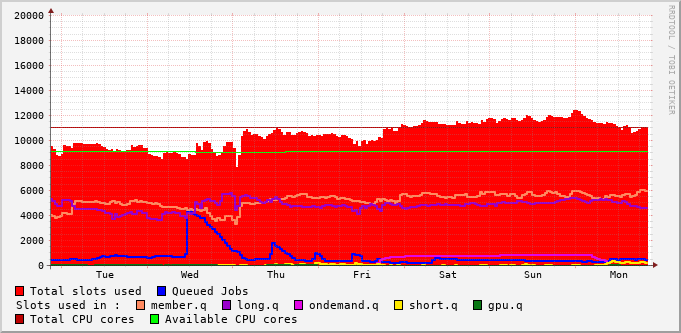 20000
18000
16000
14000
12000
10000
8000
6000
4000
2000
0
Tue Wed Thu Fri Sat Sun Mon
Total slots used Queued Jobs
Slots used in : member.q long.q ondemand.q short.q gpu.q
Total CPU cores Available CPU cores
RRDTOOL / TOBI OETIKER